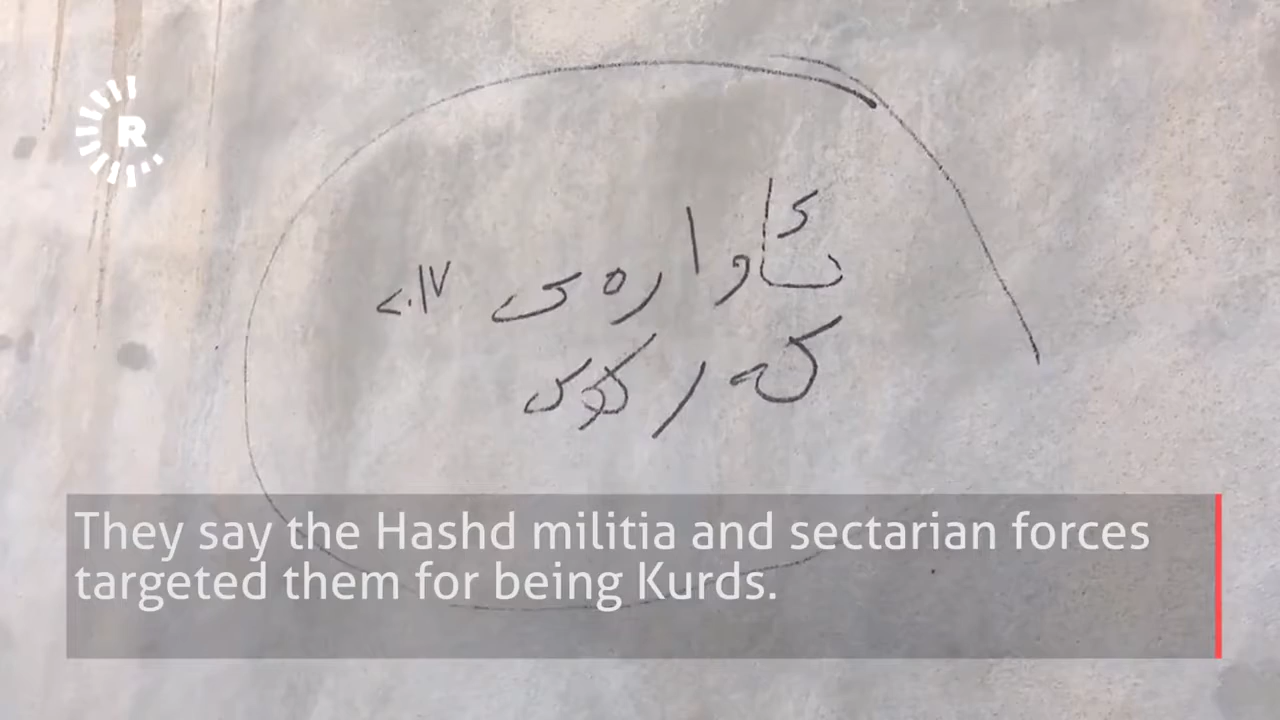 R
ئاوارەی ٢٠١٧
کەرکوک
They say the Hashd militia and sectarian forces
targeted them for being Kurds.